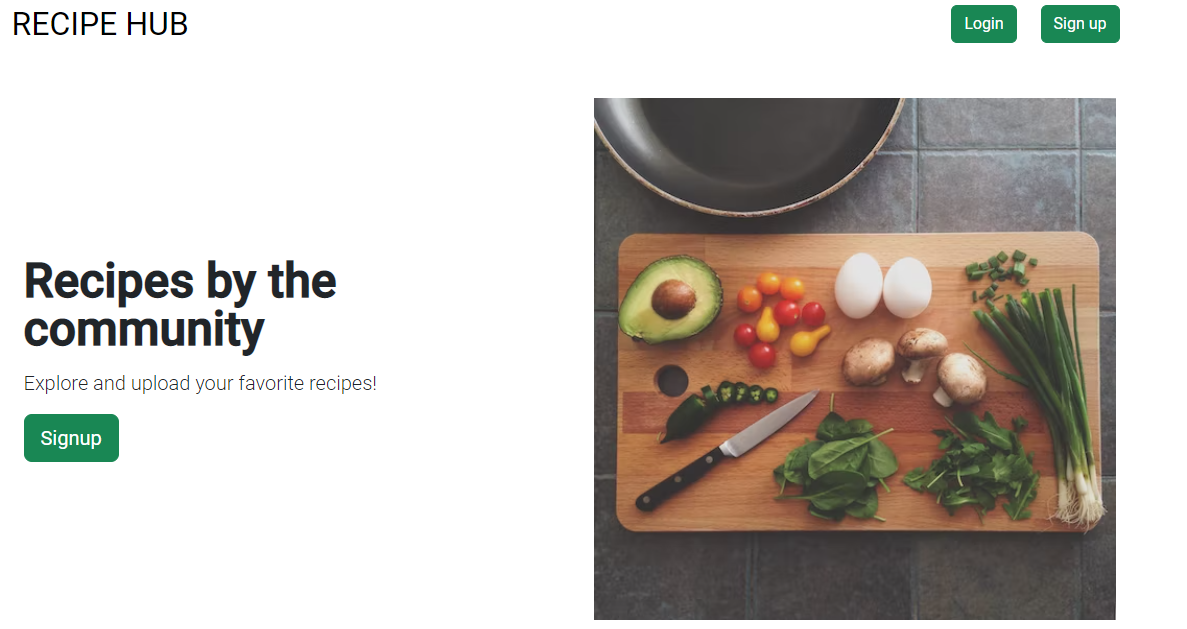 RECIPE HUB
Login
Sign up
Recipes by the
community
Explore and upload your favorite recipes!
Signup